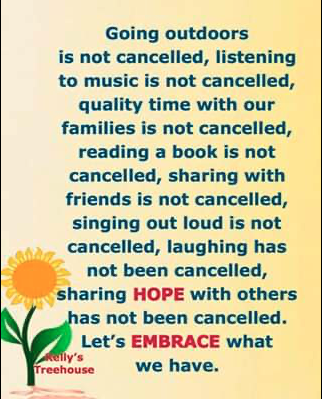 Going outdoors
is not cancelled, listening
to music is not cancelled,
quality time with our
families is not cancelled,
reading a book is not
cancelled, sharing with
friends is not cancelled,
singing out loud is not
cancelled, laughing has
not been cancelled,
sharing HOPE with others
has not been cancelled.
Let's EMBRACE what
we have.
Kelly's
Treehouse